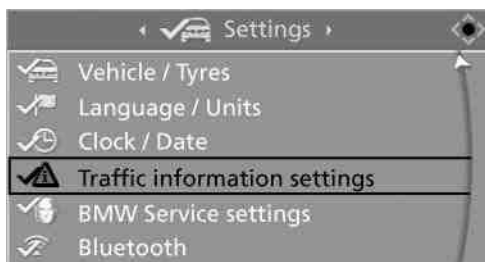 Settings
Vehicle / Tyres
Language / Units
Clock / Date
Traffic information settings
BMW Service settings
Bluetooth